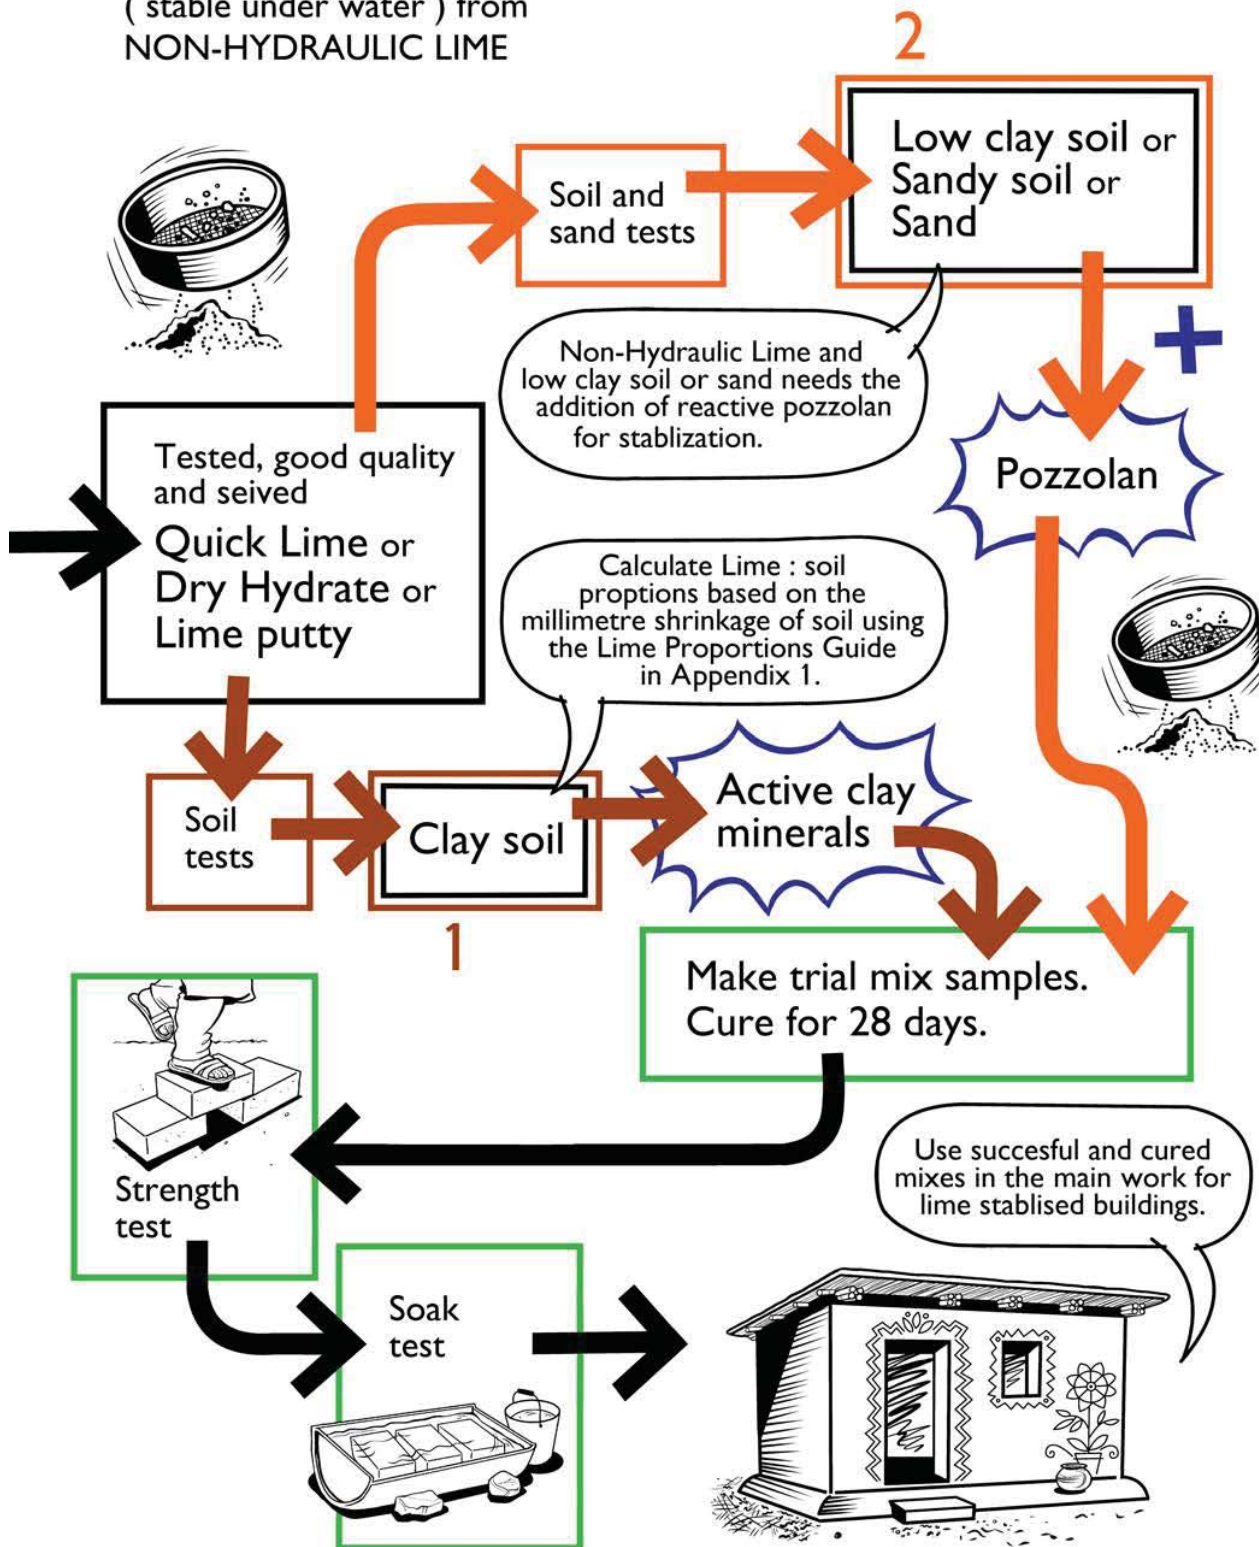 ( stable under water ) from
NON-HYDRAULIC LIME
2
Soil and
sand tests
Low clay soil or
Sandy soil or
Sand
Non-Hydraulic Lime and
low clay soil or sand needs the
addition of reactive pozzolan
for stablization.
+
Pozzolan
Tested, good quality
and seived
Quick Lime or
Dry Hydrate or
Lime putty
Calculate Lime : soil
proptions based on the
millimetre shrinkage of soil using
the Lime Proportions Guide
in Appendix 1.
Soil
tests
Clay soil
1
Active clay
minerals
Make trial mix samples.
Cure for 28 days.
Strength
test
Soak
test
Use succesful and cured
mixes in the main work for
lime stablised buildings.